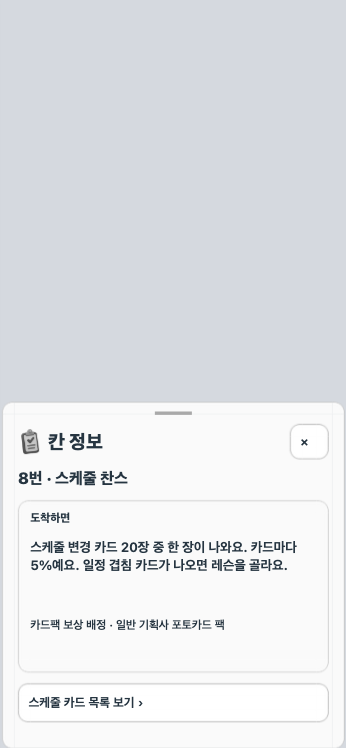 칸 정보
×
8번 · 스케줄 찬스
도착하면
스케줄 변경 카드 20장 중 한 장이 나와요. 카드마다
5%예요. 일정 겹침 카드가 나오면 레슨을 골라요.
카드팩 보상 배정 · 일반 기획사 포토카드 팩
스케줄 카드 목록 보기 ›